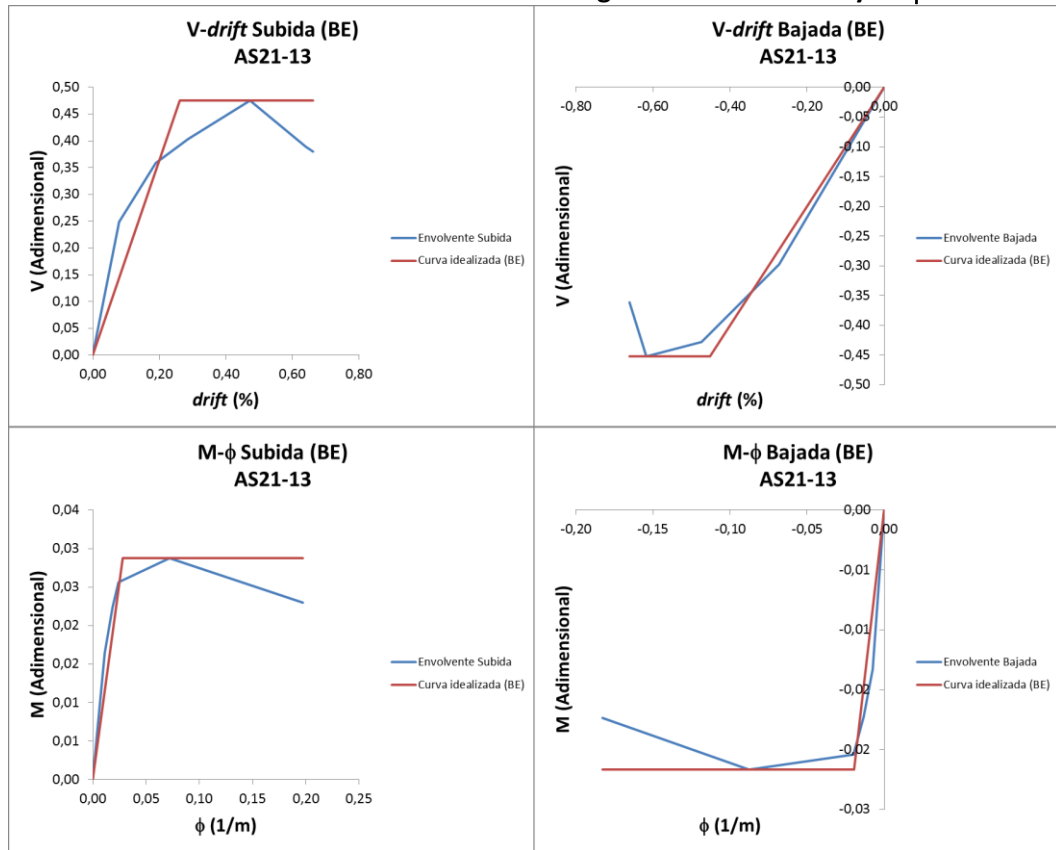 V-drift Subida (BE)
AS21-13
0,50
0,45
0,40
0,35
0,30
0,25
0,20
0,15
0,10
0,05
0,00
0,00 0,20 0,40 0,60 0,80
V (Adimensional)
drift (%)
Envolvente Subida
Curva idealizada (BE)
V-drift Bajada (BE)
AS21-13
-0,80 -0,60 -0,40 -0,20 0,00
0,00
-0,05
-0,10
-0,15
-0,20
-0,25
-0,30
-0,35
-0,40
-0,45
-0,50
V (Adimensional)
drift (%)
Envolvente Bajada
Curva idealizada (BE)
M-ϕ Subida (BE)
AS21-13
0,04
0,03
0,03
0,02
0,02
0,01
0,01
0,00
0,00 0,05 0,10 0,15 0,20 0,25
M (Adimensional)
ϕ (1/m)
Envolvente Subida
Curva idealizada (BE)
M-ϕ Bajada (BE)
AS21-13
-0,20 -0,15 -0,10 -0,05 0,00
0,00
-0,01
-0,01
-0,02
-0,02
-0,03
M (Adimensional)
ϕ (1/m)
Envolvente Bajada
Curva idealizada (BE)